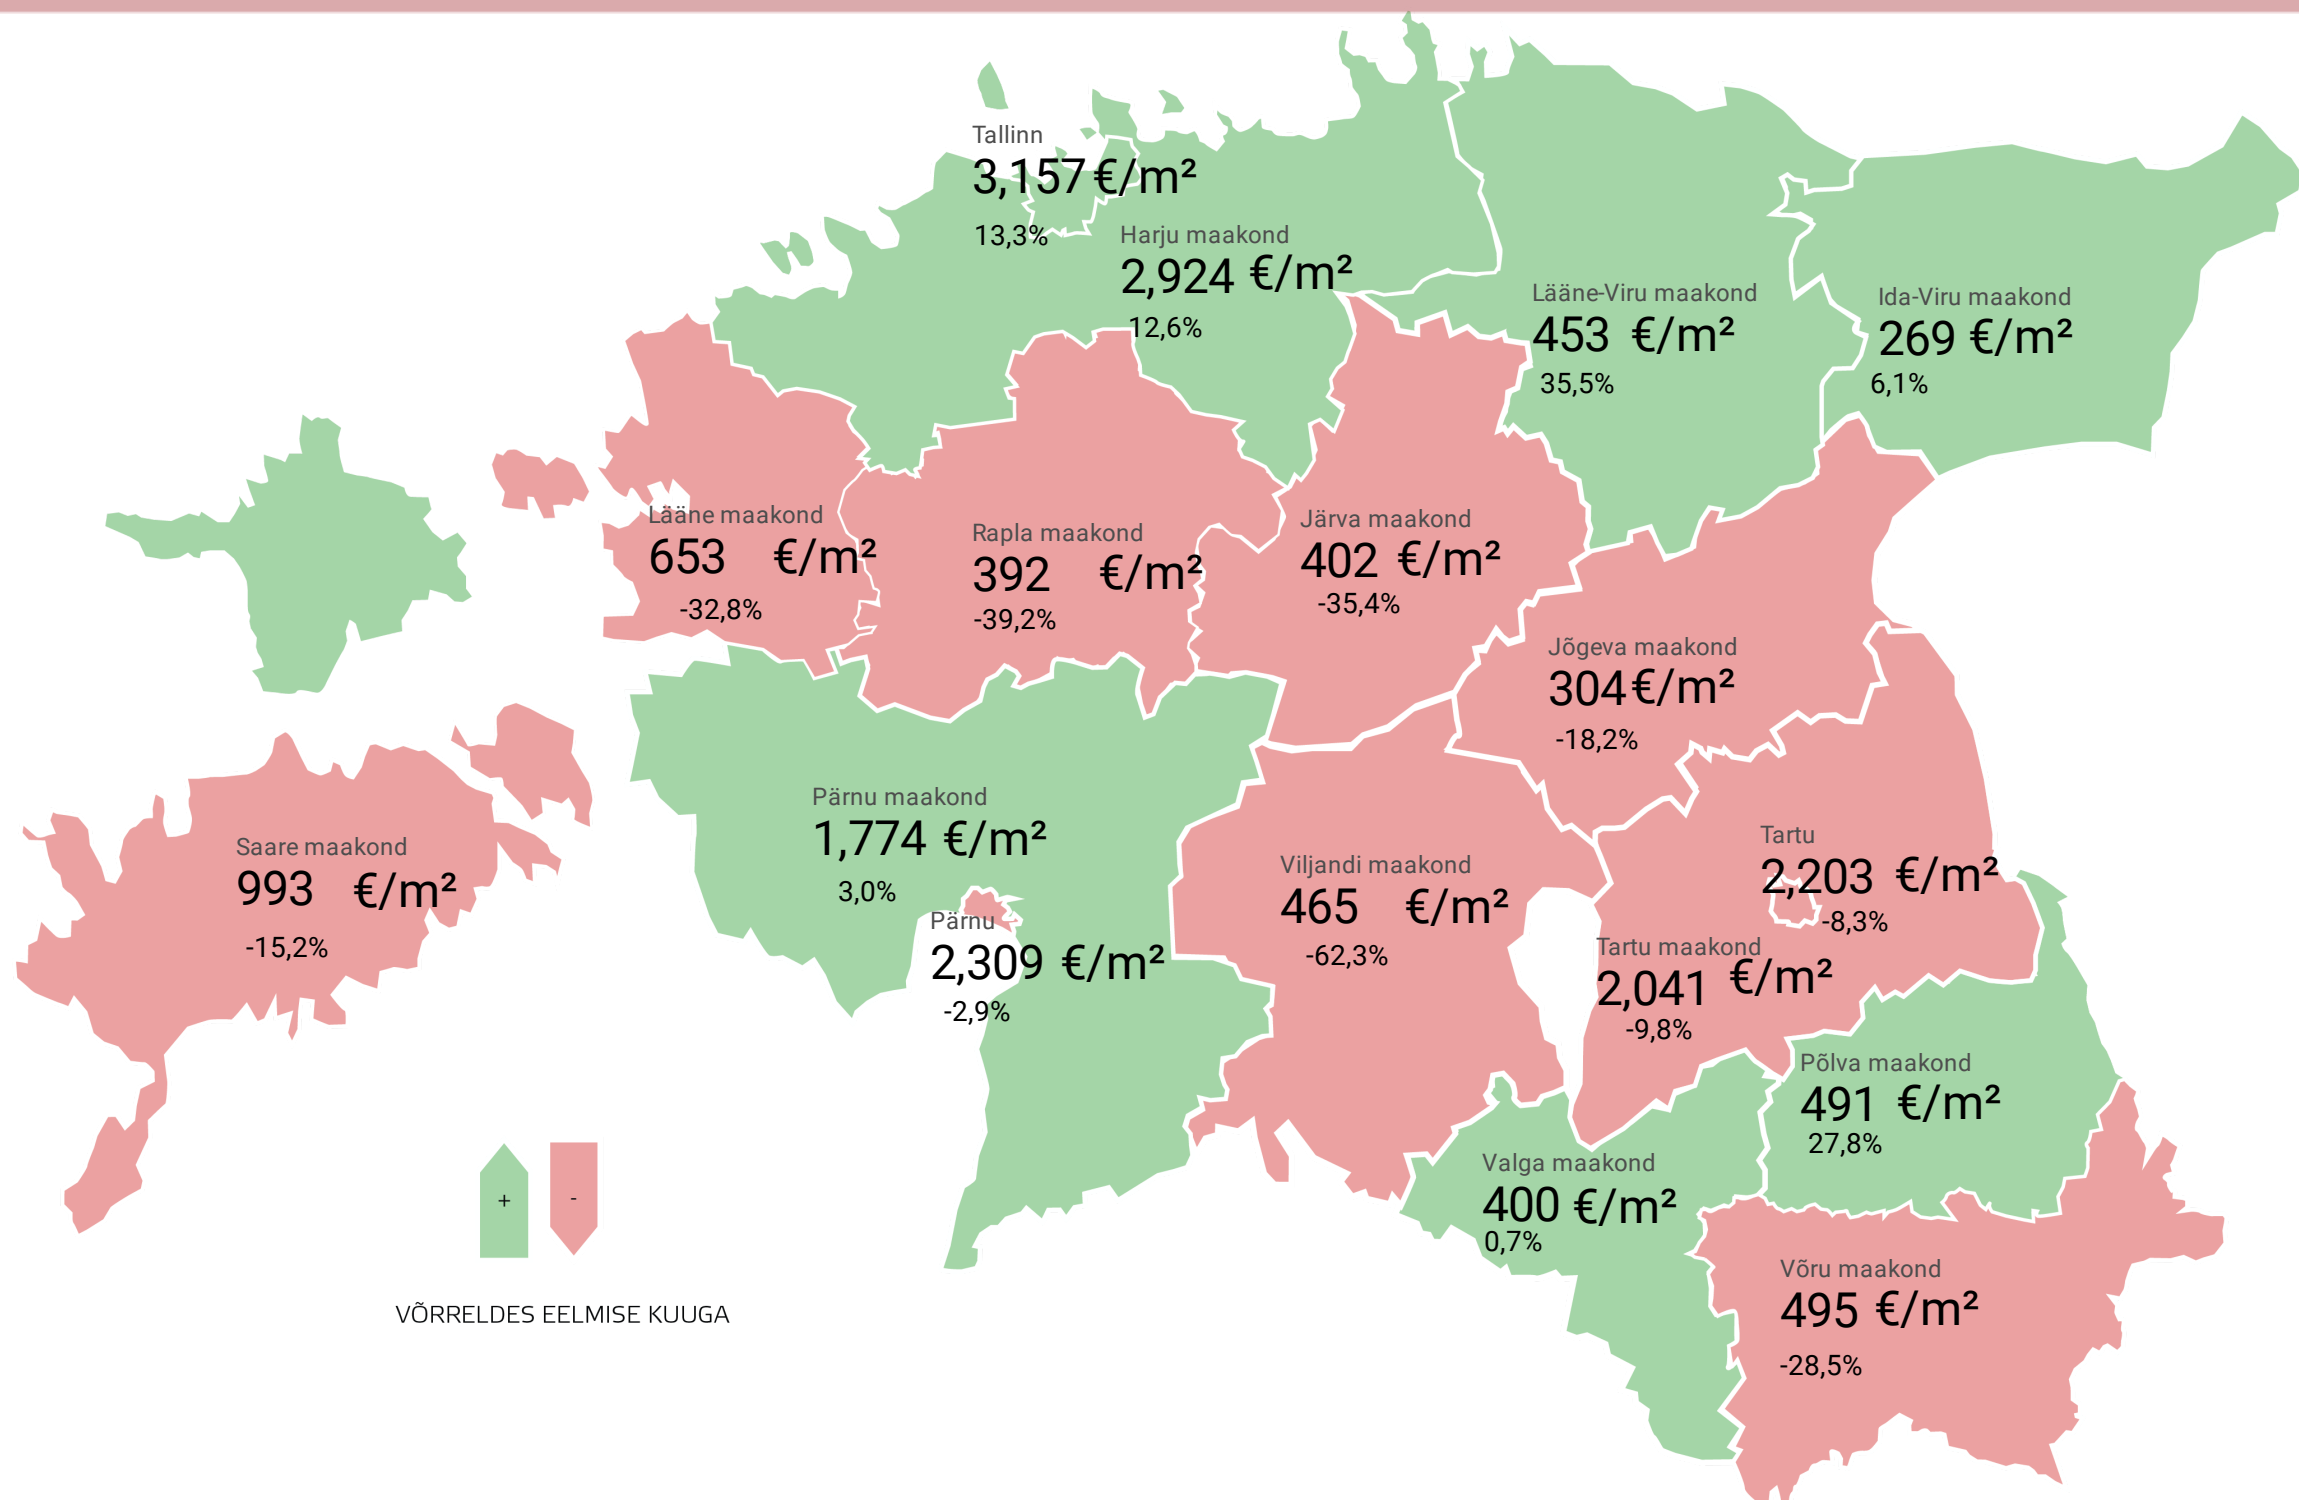 Tallinn
3,157 €/m²
13,3%
Harju maakond
2,924 €/m²
12,6%
Lääne-Viru maakond
453 €/m²
35,5%
Ida-Viru maakond
269 €/m²
6,1%
Lääne maakond
653 €/m²
-32,8%
Rapla maakond
392 €/m²
-39,2%
Järva maakond
402 €/m²
-35,4%
Jõgeva maakond
304 €/m²
-18,2%
Saare maakond
993 €/m²
-15,2%
Pärnu maakond
1,774 €/m²
3,0%
Pärnu
2,309 €/m²
-2,9%
Viljandi maakond
465 €/m²
-62,3%
Tartu
2,203 €/m²
-8,3%
Tartu maakond
2,041 €/m²
-9,8%
Põlva maakond
491 €/m²
27,8%
Valga maakond
400 €/m²
0,7%
Võru maakond
495 €/m²
-28,5%
+
-
VÕRRELDES EELMISE KUUGA